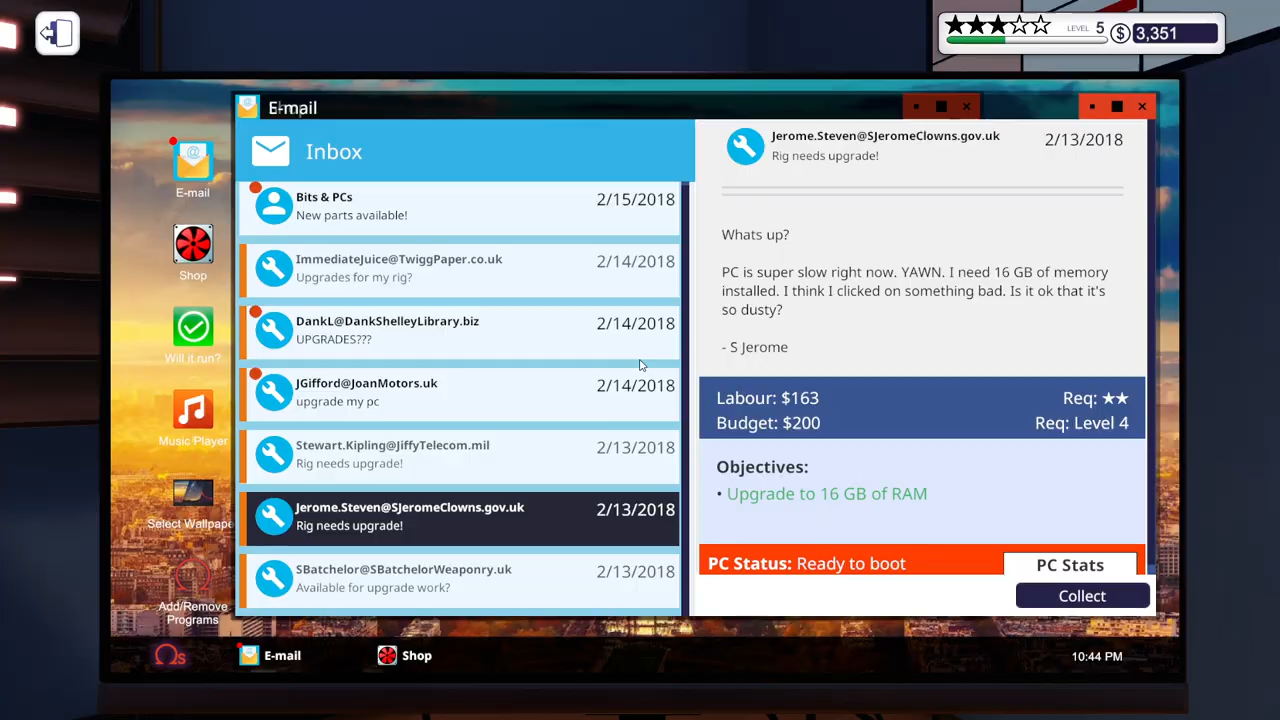 LEVEL 5 $ 3,351
E-mail
Inbox
Bits & PCs 2/15/2018
New parts available!
ImmediateJuice@TwiggPaper.co.uk 2/14/2018
Upgrades for my rig?
DankL@DankShelleyLibrary.biz 2/14/2018
UPGRADES???
JGifford@JoanMotors.uk 2/14/2018
upgrade my pc
Stewart.Kipling@JiffyTelecom.mil 2/13/2018
Rig needs upgrade!
Jerome.Steven@SJeromeClowns.gov.uk 2/13/2018
Rig needs upgrade!
SBatchelor@SBatchelorWeaponry.uk 2/13/2018
Available for upgrade work?
Jerome.Steven@SJeromeClowns.gov.uk 2/13/2018
Rig needs upgrade!
Whats up?
PC is super slow right now. YAWN. I need 16 GB of memory
installed. I think I clicked on something bad. Is it ok that it's
so dusty?
- S Jerome
Labour: $163 Req: ★★
Budget: $200 Req: Level 4
Objectives:
• Upgrade to 16 GB of RAM
PC Status: Ready to boot PC Stats
Collect
E-mail
Shop
Will it run?
Music Player
Select Wallpape
Add/Remove
Programs
Ωs E-mail Shop 10:44 PM